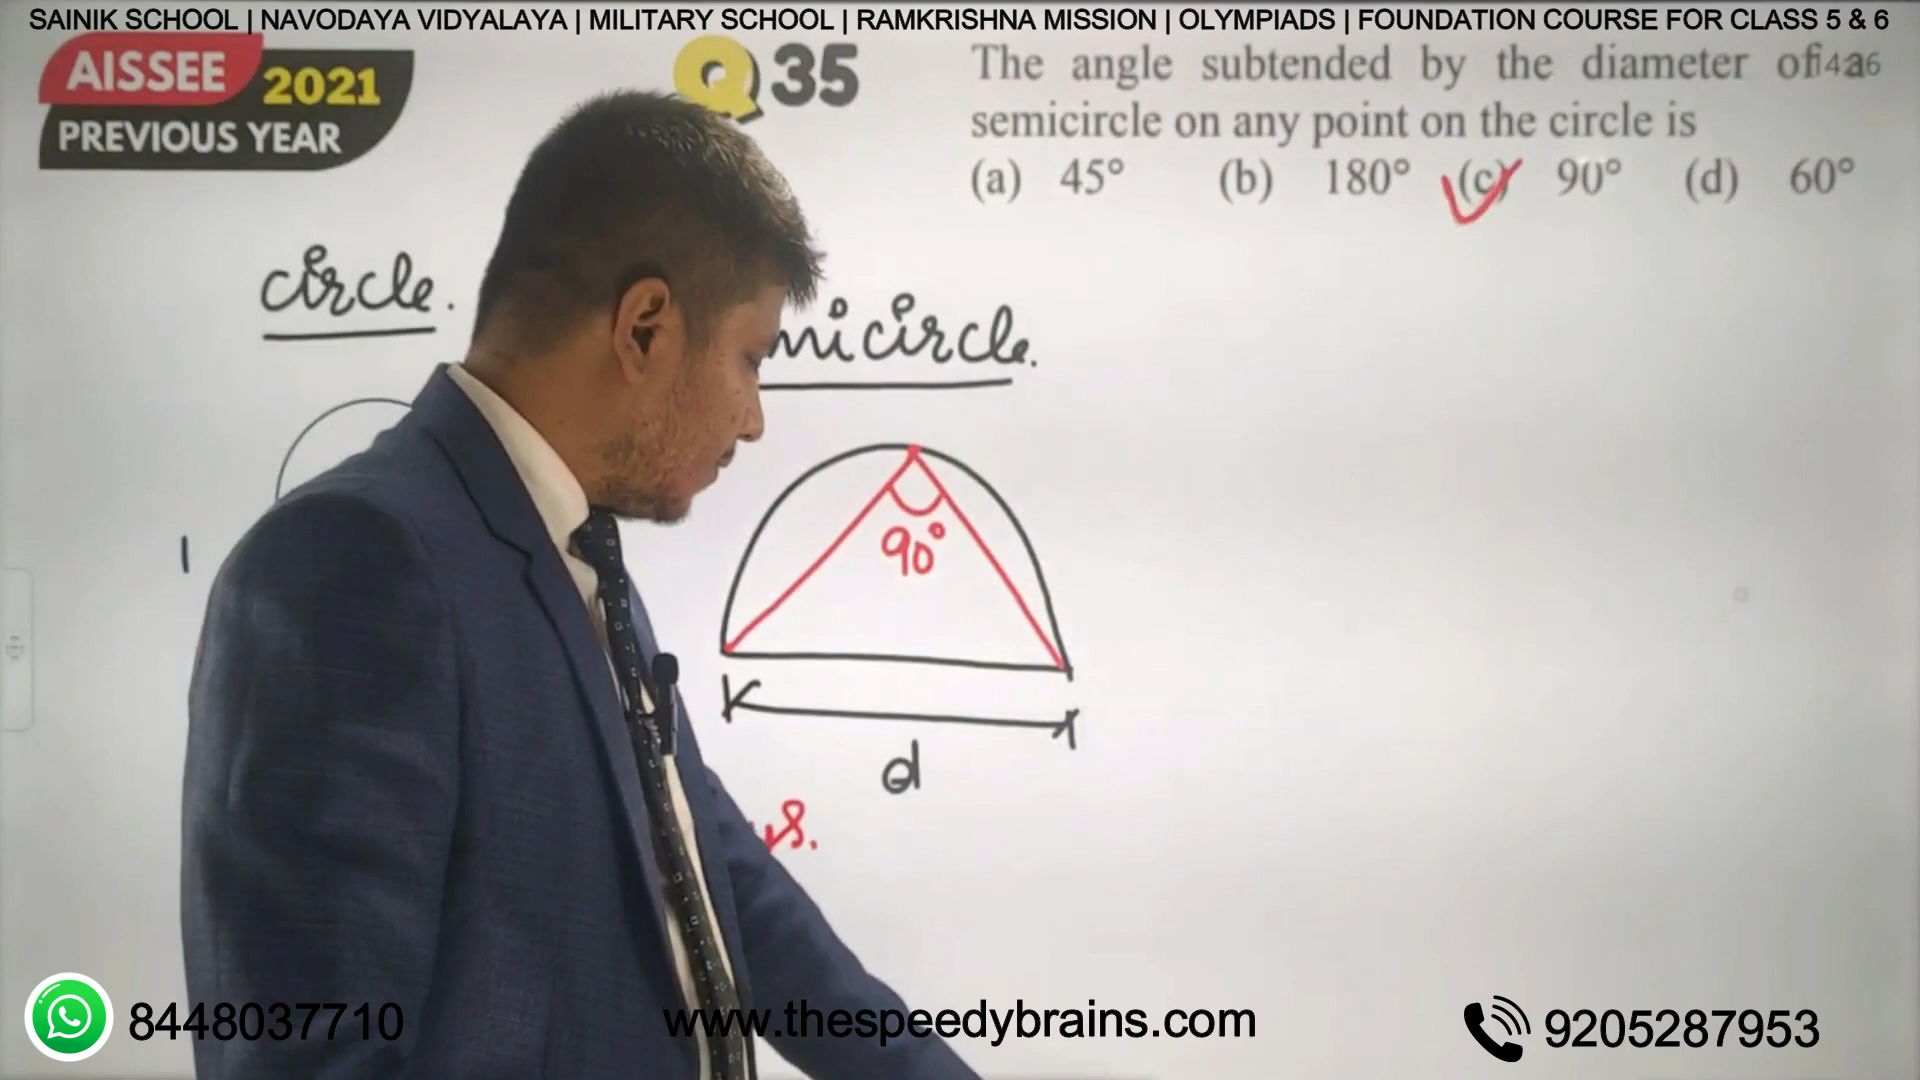 SAINIK SCHOOL | NAVODAYA VIDYALAYA | MILITARY SCHOOL | RAMKRISHNA MISSION | OLYMPIADS | FOUNDATION COURSE FOR CLASS 5 & 6
AISSEE 2021
PREVIOUS YEAR
Q 35
The angle subtended by the diameter of a
semicircle on any point on the circle is
(a) 45° (b) 180° (c) 90° (d) 60°
circle.
micircle.
90°
d
8448037710
www.thespeedybrains.com
9205287953